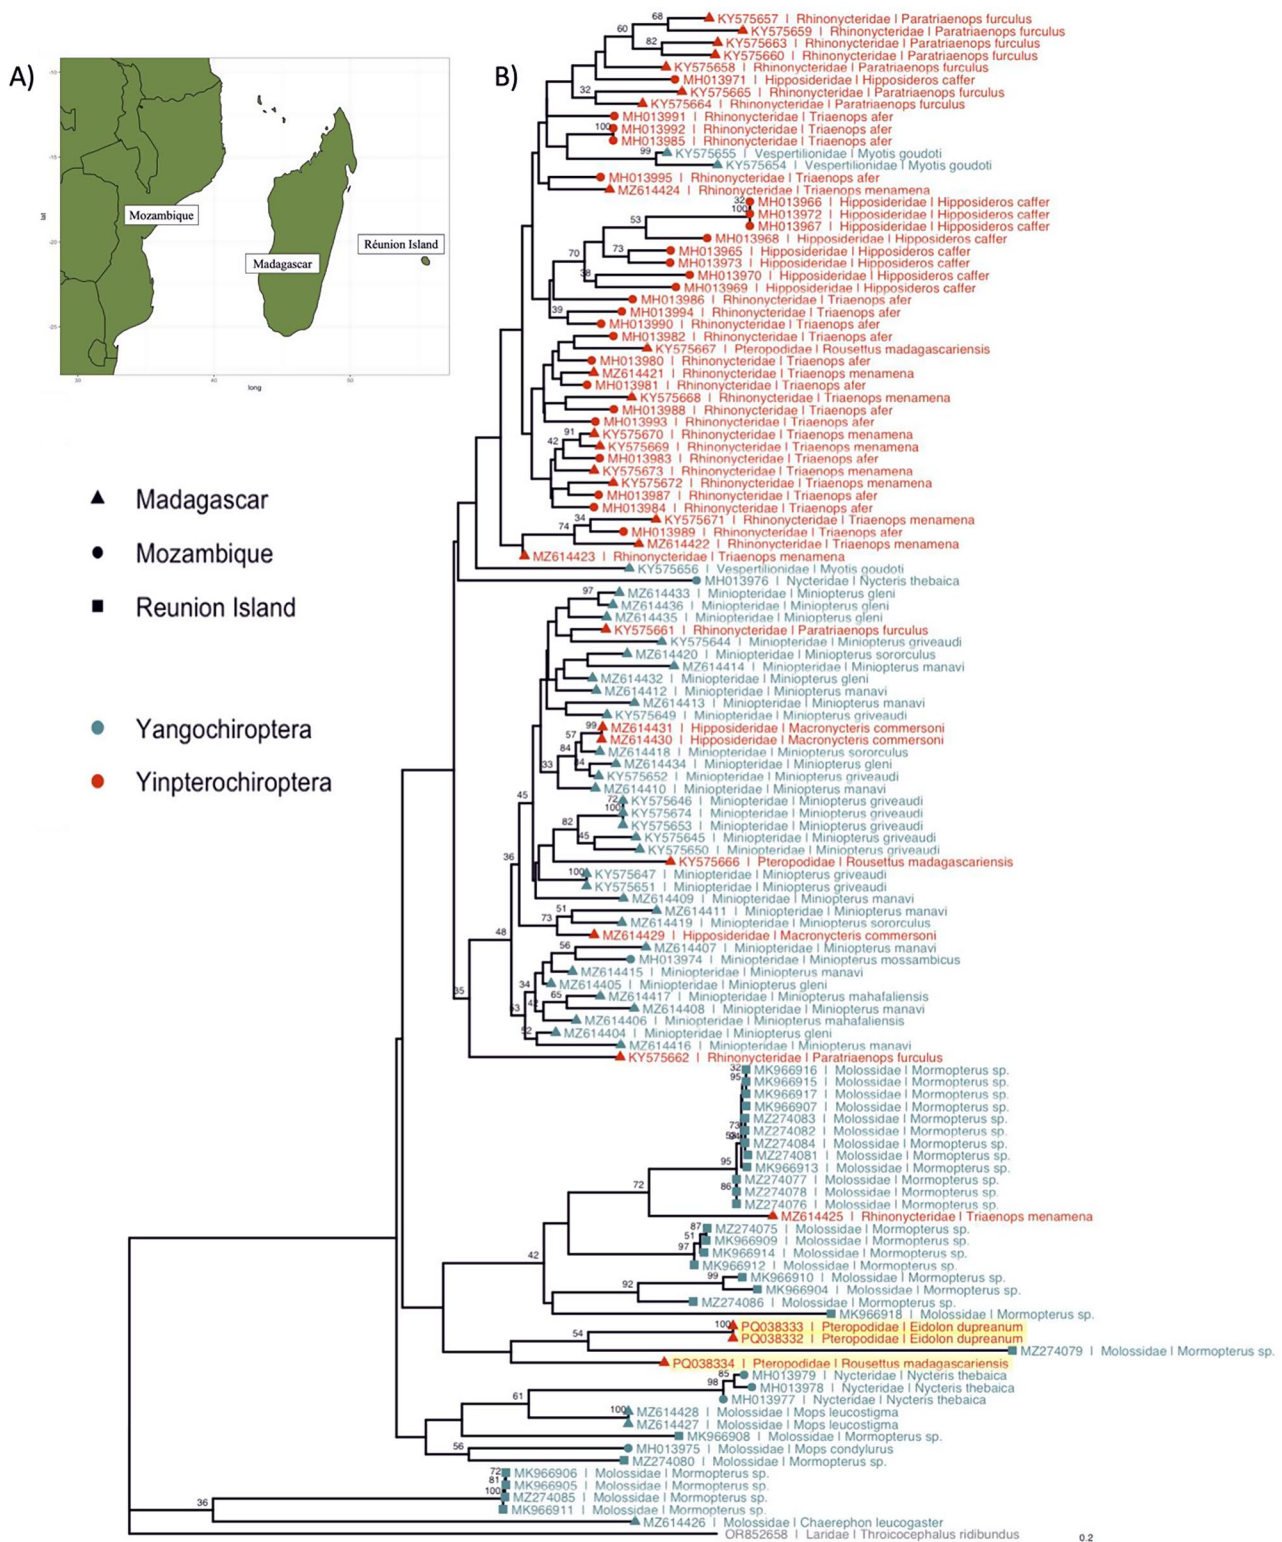 A)
B)
Mozambique
Madagascar
Réunion Island
lat
long
-10
-15
-20
-25
30
40
50
Madagascar
Mozambique
Reunion Island
Yangochiroptera
Yinpterochiroptera
KY575657 | Rhinonycteridae | Paratriaenops furculus
KY575659 | Rhinonycteridae | Paratriaenops furculus
KY575663 | Rhinonycteridae | Paratriaenops furculus
KY575660 | Rhinonycteridae | Paratriaenops furculus
KY575658 | Rhinonycteridae | Paratriaenops furculus
MH013971 | Hipposideridae | Hipposideros caffer
KY575665 | Rhinonycteridae | Paratriaenops furculus
KY575664 | Rhinonycteridae | Paratriaenops furculus
MH013991 | Rhinonycteridae | Triaenops afer
MH013992 | Rhinonycteridae | Triaenops afer
MH013985 | Rhinonycteridae | Triaenops afer
KY575655 | Vespertilionidae | Myotis goudoti
KY575654 | Vespertilionidae | Myotis goudoti
MH013995 | Rhinonycteridae | Triaenops afer
MZ614424 | Rhinonycteridae | Triaenops menamena
MH013966 | Hipposideridae | Hipposideros caffer
MH013972 | Hipposideridae | Hipposideros caffer
MH013967 | Hipposideridae | Hipposideros caffer
MH013968 | Hipposideridae | Hipposideros caffer
MH013965 | Hipposideridae | Hipposideros caffer
MH013973 | Hipposideridae | Hipposideros caffer
MH013970 | Hipposideridae | Hipposideros caffer
MH013969 | Hipposideridae | Hipposideros caffer
MH013986 | Rhinonycteridae | Triaenops afer
MH013994 | Rhinonycteridae | Triaenops afer
MH013990 | Rhinonycteridae | Triaenops afer
MH013982 | Rhinonycteridae | Triaenops afer
KY575667 | Pteropodidae | Rousettus madagascariensis
MH013980 | Rhinonycteridae | Triaenops afer
MZ614421 | Rhinonycteridae | Triaenops menamena
MH013981 | Rhinonycteridae | Triaenops afer
KY575668 | Rhinonycteridae | Triaenops menamena
MH013988 | Rhinonycteridae | Triaenops afer
MH013993 | Rhinonycteridae | Triaenops afer
KY575670 | Rhinonycteridae | Triaenops menamena
KY575669 | Rhinonycteridae | Triaenops menamena
MH013983 | Rhinonycteridae | Triaenops afer
KY575673 | Rhinonycteridae | Triaenops menamena
KY575672 | Rhinonycteridae | Triaenops menamena
MH013987 | Rhinonycteridae | Triaenops afer
MH013984 | Rhinonycteridae | Triaenops afer
KY575671 | Rhinonycteridae | Triaenops menamena
MH013989 | Rhinonycteridae | Triaenops afer
MZ614422 | Rhinonycteridae | Triaenops menamena
MZ614423 | Rhinonycteridae | Triaenops menamena
KY575656 | Vespertilionidae | Myotis goudoti
MH013976 | Nycteridae | Nycteris thebaica
MZ614433 | Miniopteridae | Miniopterus gleni
MZ614436 | Miniopteridae | Miniopterus gleni
MZ614435 | Miniopteridae | Miniopterus gleni
KY575661 | Rhinonycteridae | Paratriaenops furculus
KY575644 | Miniopteridae | Miniopterus griveaudi
MZ614420 | Miniopteridae | Miniopterus sororculus
MZ614414 | Miniopteridae | Miniopterus manavi
MZ614432 | Miniopteridae | Miniopterus gleni
MZ614412 | Miniopteridae | Miniopterus manavi
MZ614413 | Miniopteridae | Miniopterus manavi
KY575649 | Miniopteridae | Miniopterus griveaudi
MZ614431 | Hipposideridae | Macronycteris commersoni
MZ614430 | Hipposideridae | Macronycteris commersoni
MZ614418 | Miniopteridae | Miniopterus sororculus
MZ614434 | Miniopteridae | Miniopterus gleni
KY575652 | Miniopteridae | Miniopterus griveaudi
MZ614410 | Miniopteridae | Miniopterus manavi
KY575646 | Miniopteridae | Miniopterus griveaudi
KY575674 | Miniopteridae | Miniopterus griveaudi
KY575653 | Miniopteridae | Miniopterus griveaudi
KY575645 | Miniopteridae | Miniopterus griveaudi
KY575650 | Miniopteridae | Miniopterus griveaudi
KY575666 | Pteropodidae | Rousettus madagascariensis
KY575647 | Miniopteridae | Miniopterus griveaudi
KY575651 | Miniopteridae | Miniopterus griveaudi
MZ614409 | Miniopteridae | Miniopterus manavi
MZ614411 | Miniopteridae | Miniopterus manavi
MZ614419 | Miniopteridae | Miniopterus sororculus
MZ614429 | Hipposideridae | Macronycteris commersoni
MZ614407 | Miniopteridae | Miniopterus manavi
MH013974 | Miniopteridae | Miniopterus mossambicus
MZ614415 | Miniopteridae | Miniopterus manavi
MZ614405 | Miniopteridae | Miniopterus gleni
MZ614417 | Miniopteridae | Miniopterus mahafaliensis
MZ614408 | Miniopteridae | Miniopterus manavi
MZ614406 | Miniopteridae | Miniopterus mahafaliensis
MZ614404 | Miniopteridae | Miniopterus gleni
MZ614416 | Miniopteridae | Miniopterus manavi
KY575662 | Rhinonycteridae | Paratriaenops furculus
MK966916 | Molossidae | Mormopterus sp.
MK966915 | Molossidae | Mormopterus sp.
MK966917 | Molossidae | Mormopterus sp.
MK966907 | Molossidae | Mormopterus sp.
MZ274083 | Molossidae | Mormopterus sp.
MZ274082 | Molossidae | Mormopterus sp.
MZ274084 | Molossidae | Mormopterus sp.
MZ274081 | Molossidae | Mormopterus sp.
MK966913 | Molossidae | Mormopterus sp.
MZ274077 | Molossidae | Mormopterus sp.
MZ274078 | Molossidae | Mormopterus sp.
MZ274076 | Molossidae | Mormopterus sp.
MZ614425 | Rhinonycteridae | Triaenops menamena
MZ274075 | Molossidae | Mormopterus sp.
MK966909 | Molossidae | Mormopterus sp.
MK966914 | Molossidae | Mormopterus sp.
MK966912 | Molossidae | Mormopterus sp.
MK966910 | Molossidae | Mormopterus sp.
MK966904 | Molossidae | Mormopterus sp.
MZ274086 | Molossidae | Mormopterus sp.
MK966918 | Molossidae | Mormopterus sp.
PQ038333 | Pteropodidae | Eidolon dupreanum
PQ038332 | Pteropodidae | Eidolon dupreanum
MZ274079 | Molossidae | Mormopterus sp.
PQ038334 | Pteropodidae | Rousettus madagascariensis
MH013979 | Nycteridae | Nycteris thebaica
MH013978 | Nycteridae | Nycteris thebaica
MH013977 | Nycteridae | Nycteris thebaica
MZ614428 | Molossidae | Mops leucostigma
MZ614427 | Molossidae | Mops leucostigma
MK966908 | Molossidae | Mormopterus sp.
MH013975 | Molossidae | Mops condylurus
MZ274080 | Molossidae | Mormopterus sp.
MK966906 | Molossidae | Mormopterus sp.
MK966905 | Molossidae | Mormopterus sp.
MZ274085 | Molossidae | Mormopterus sp.
MK966911 | Molossidae | Mormopterus sp.
MZ614426 | Molossidae | Chaerephon leucogaster
OR852658 | Laridae | Throicocephalus ridibundus
0.2